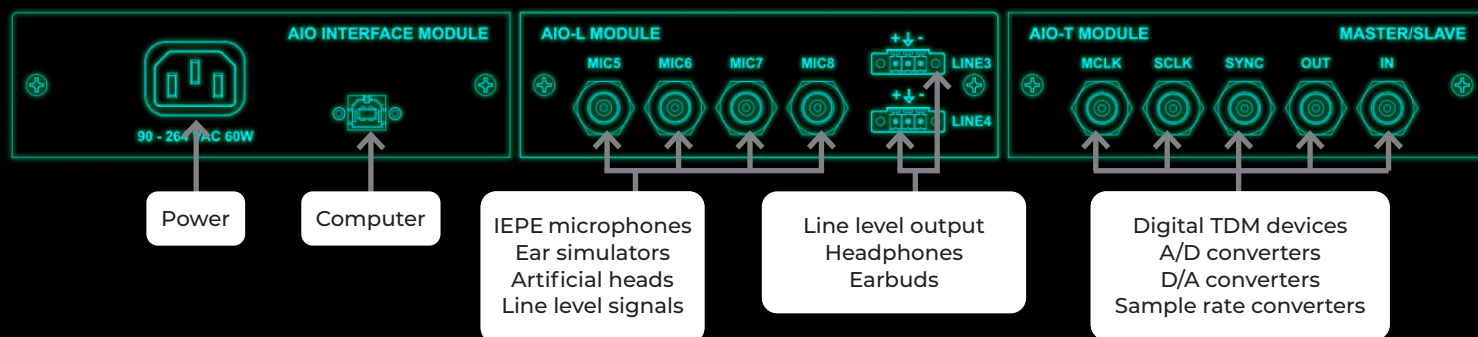 AIO INTERFACE MODULE
90 - 264 VAC 60W
AIO-L MODULE
MIC5 MIC6 MIC7 MIC8
+ ↓ -
LINE3
+ ↓ -
LINE4
AIO-T MODULE MASTER/SLAVE
MCLK SCLK SYNC OUT IN
Power
Computer
IEPE microphones
Ear simulators
Artificial heads
Line level signals
Line level output
Headphones
Earbuds
Digital TDM devices
A/D converters
D/A converters
Sample rate converters